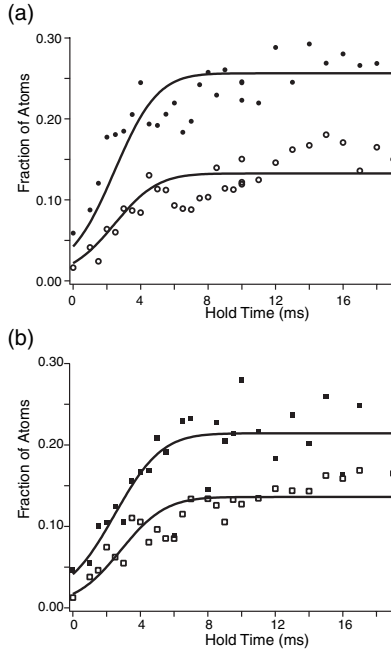 (a)
0.30
0.20
0.10
0.00
Fraction of Atoms
0 4 8 12 16
Hold Time (ms)
(b)
0.30
0.20
0.10
0.00
Fraction of Atoms
0 4 8 12 16
Hold Time (ms)